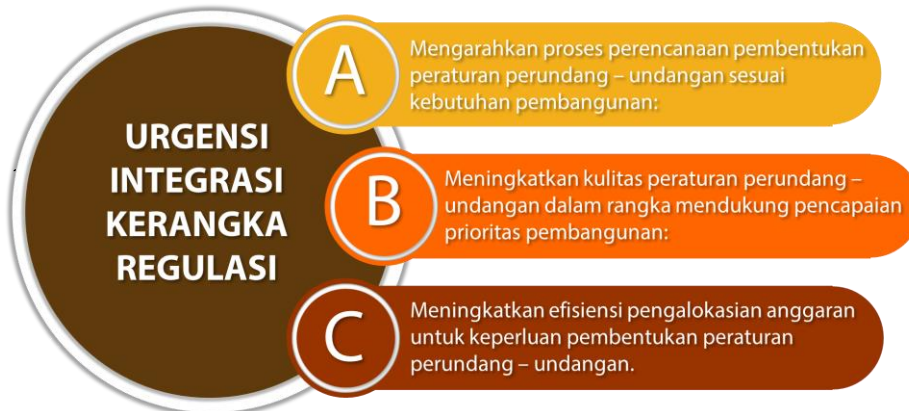 URGENSI
INTEGRASI
KERANGKA
REGULASI
A
Mengarahkan proses perencanaan pembentukan
peraturan perundang – undangan sesuai
kebutuhan pembangunan:
B
Meningkatkan kulitas peraturan perundang –
undangan dalam rangka mendukung pencapaian
prioritas pembangunan:
C
Meningkatkan efisiensi pengalokasian anggaran
untuk keperluan pembentukan peraturan
perundang – undangan.